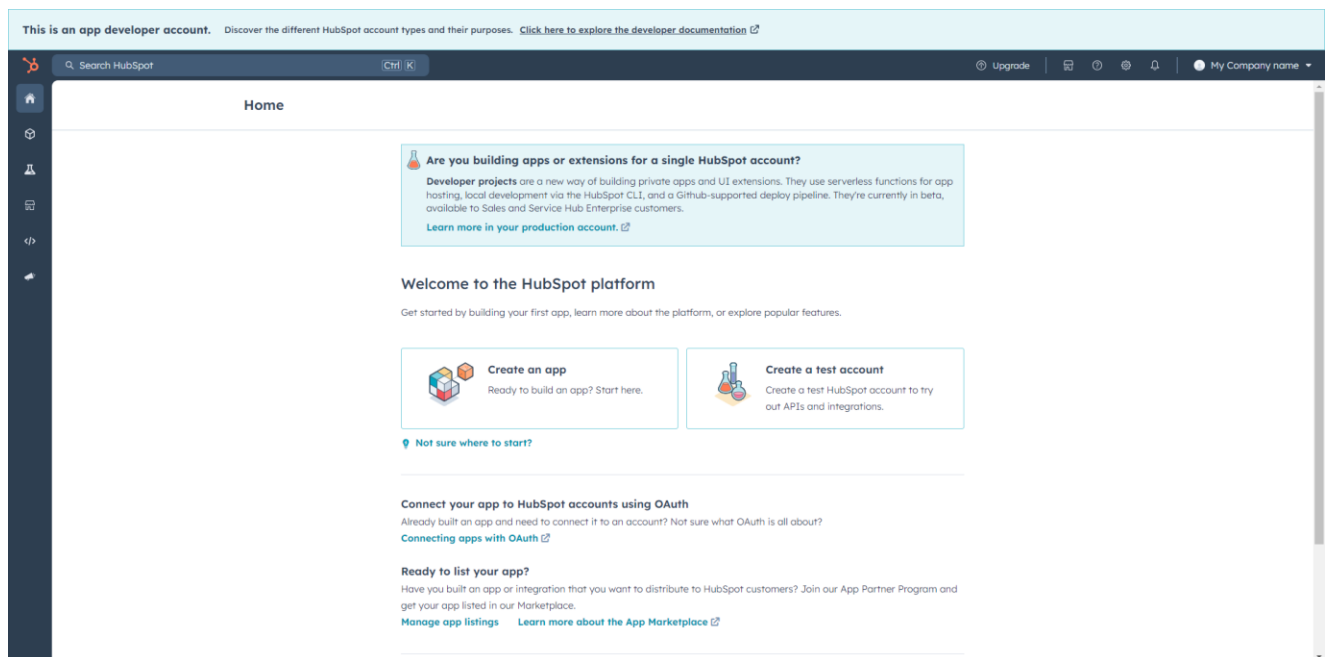 This is an app developer account. Discover the different HubSpot account types and their purposes. Click here to explore the developer documentation
Search HubSpot Ctrl K Upgrade My Company name
Home
Are you building apps or extensions for a single HubSpot account?
Developer projects are a new way of building private apps and UI extensions. They use serverless functions for app
hosting, local development via the HubSpot CLI, and a Github-supported deploy pipeline. They're currently in beta,
available to Sales and Service Hub Enterprise customers.
Learn more in your production account.
Welcome to the HubSpot platform
Get started by building your first app, learn more about the platform, or explore popular features.
Create an app
Ready to build an app? Start here.
Create a test account
Create a test HubSpot account to try
out APIs and integrations.
Not sure where to start?
Connect your app to HubSpot accounts using OAuth
Already built an app and need to connect it to an account? Not sure what OAuth is all about?
Connecting apps with OAuth
Ready to list your app?
Have you built an app or integration that you want to distribute to HubSpot customers? Join our App Partner Program and
get your app listed in our Marketplace.
Manage app listings Learn more about the App Marketplace